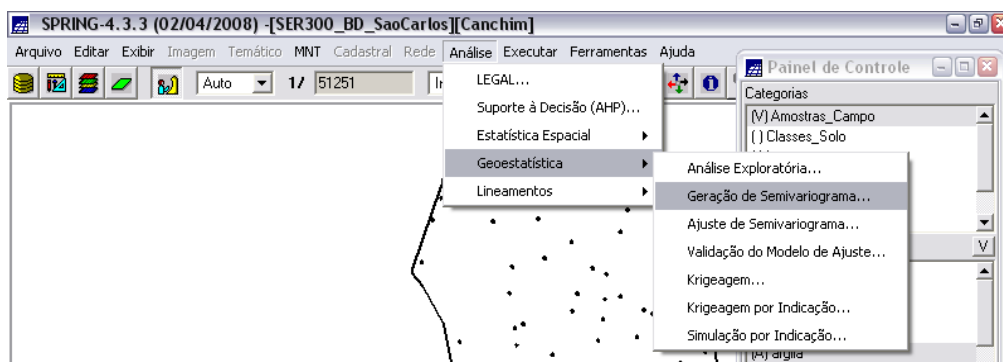 SPRING-4.3.3 (02/04/2008) -[SER300_BD_SaoCarlos][Canchim]
Arquivo Editar Exibir Imagem Temático MNT Cadastral Rede Análise Executar Ferramentas Ajuda
Auto 1/ 51251
Painel de Controle
Categorias
(V) Amostras_Campo
( ) Classes_Solo
V
(A) argila
LEGAL...
Suporte à Decisão (AHP)...
Estatística Espacial
Geoestatística
Lineamentos
Análise Exploratória...
Geração de Semivariograma...
Ajuste de Semivariograma...
Validação do Modelo de Ajuste...
Krigeagem...
Krigeagem por Indicação...
Simulação por Indicação...